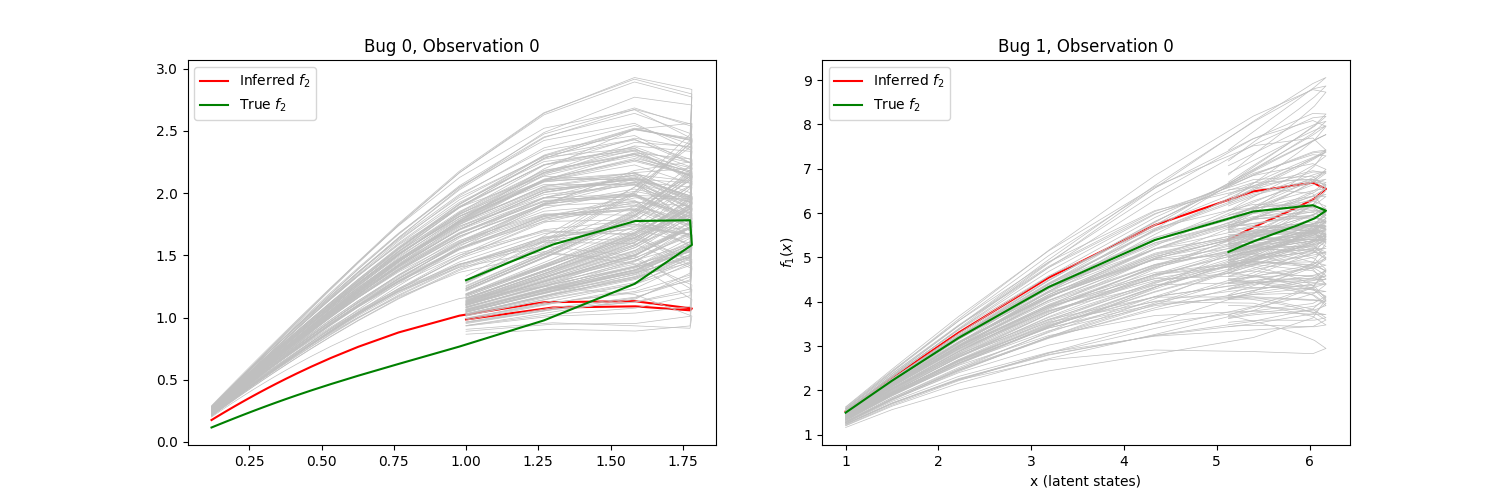 Bug 0, Observation 0
Inferred f₂
True f₂
3.0
2.5
2.0
1.5
1.0
0.5
0.0
0.25 0.50 0.75 1.00 1.25 1.50 1.75
Bug 1, Observation 0
Inferred f₂
True f₂
9
8
7
6
5
4
3
2
1
f₁(x)
1 2 3 4 5 6
x (latent states)